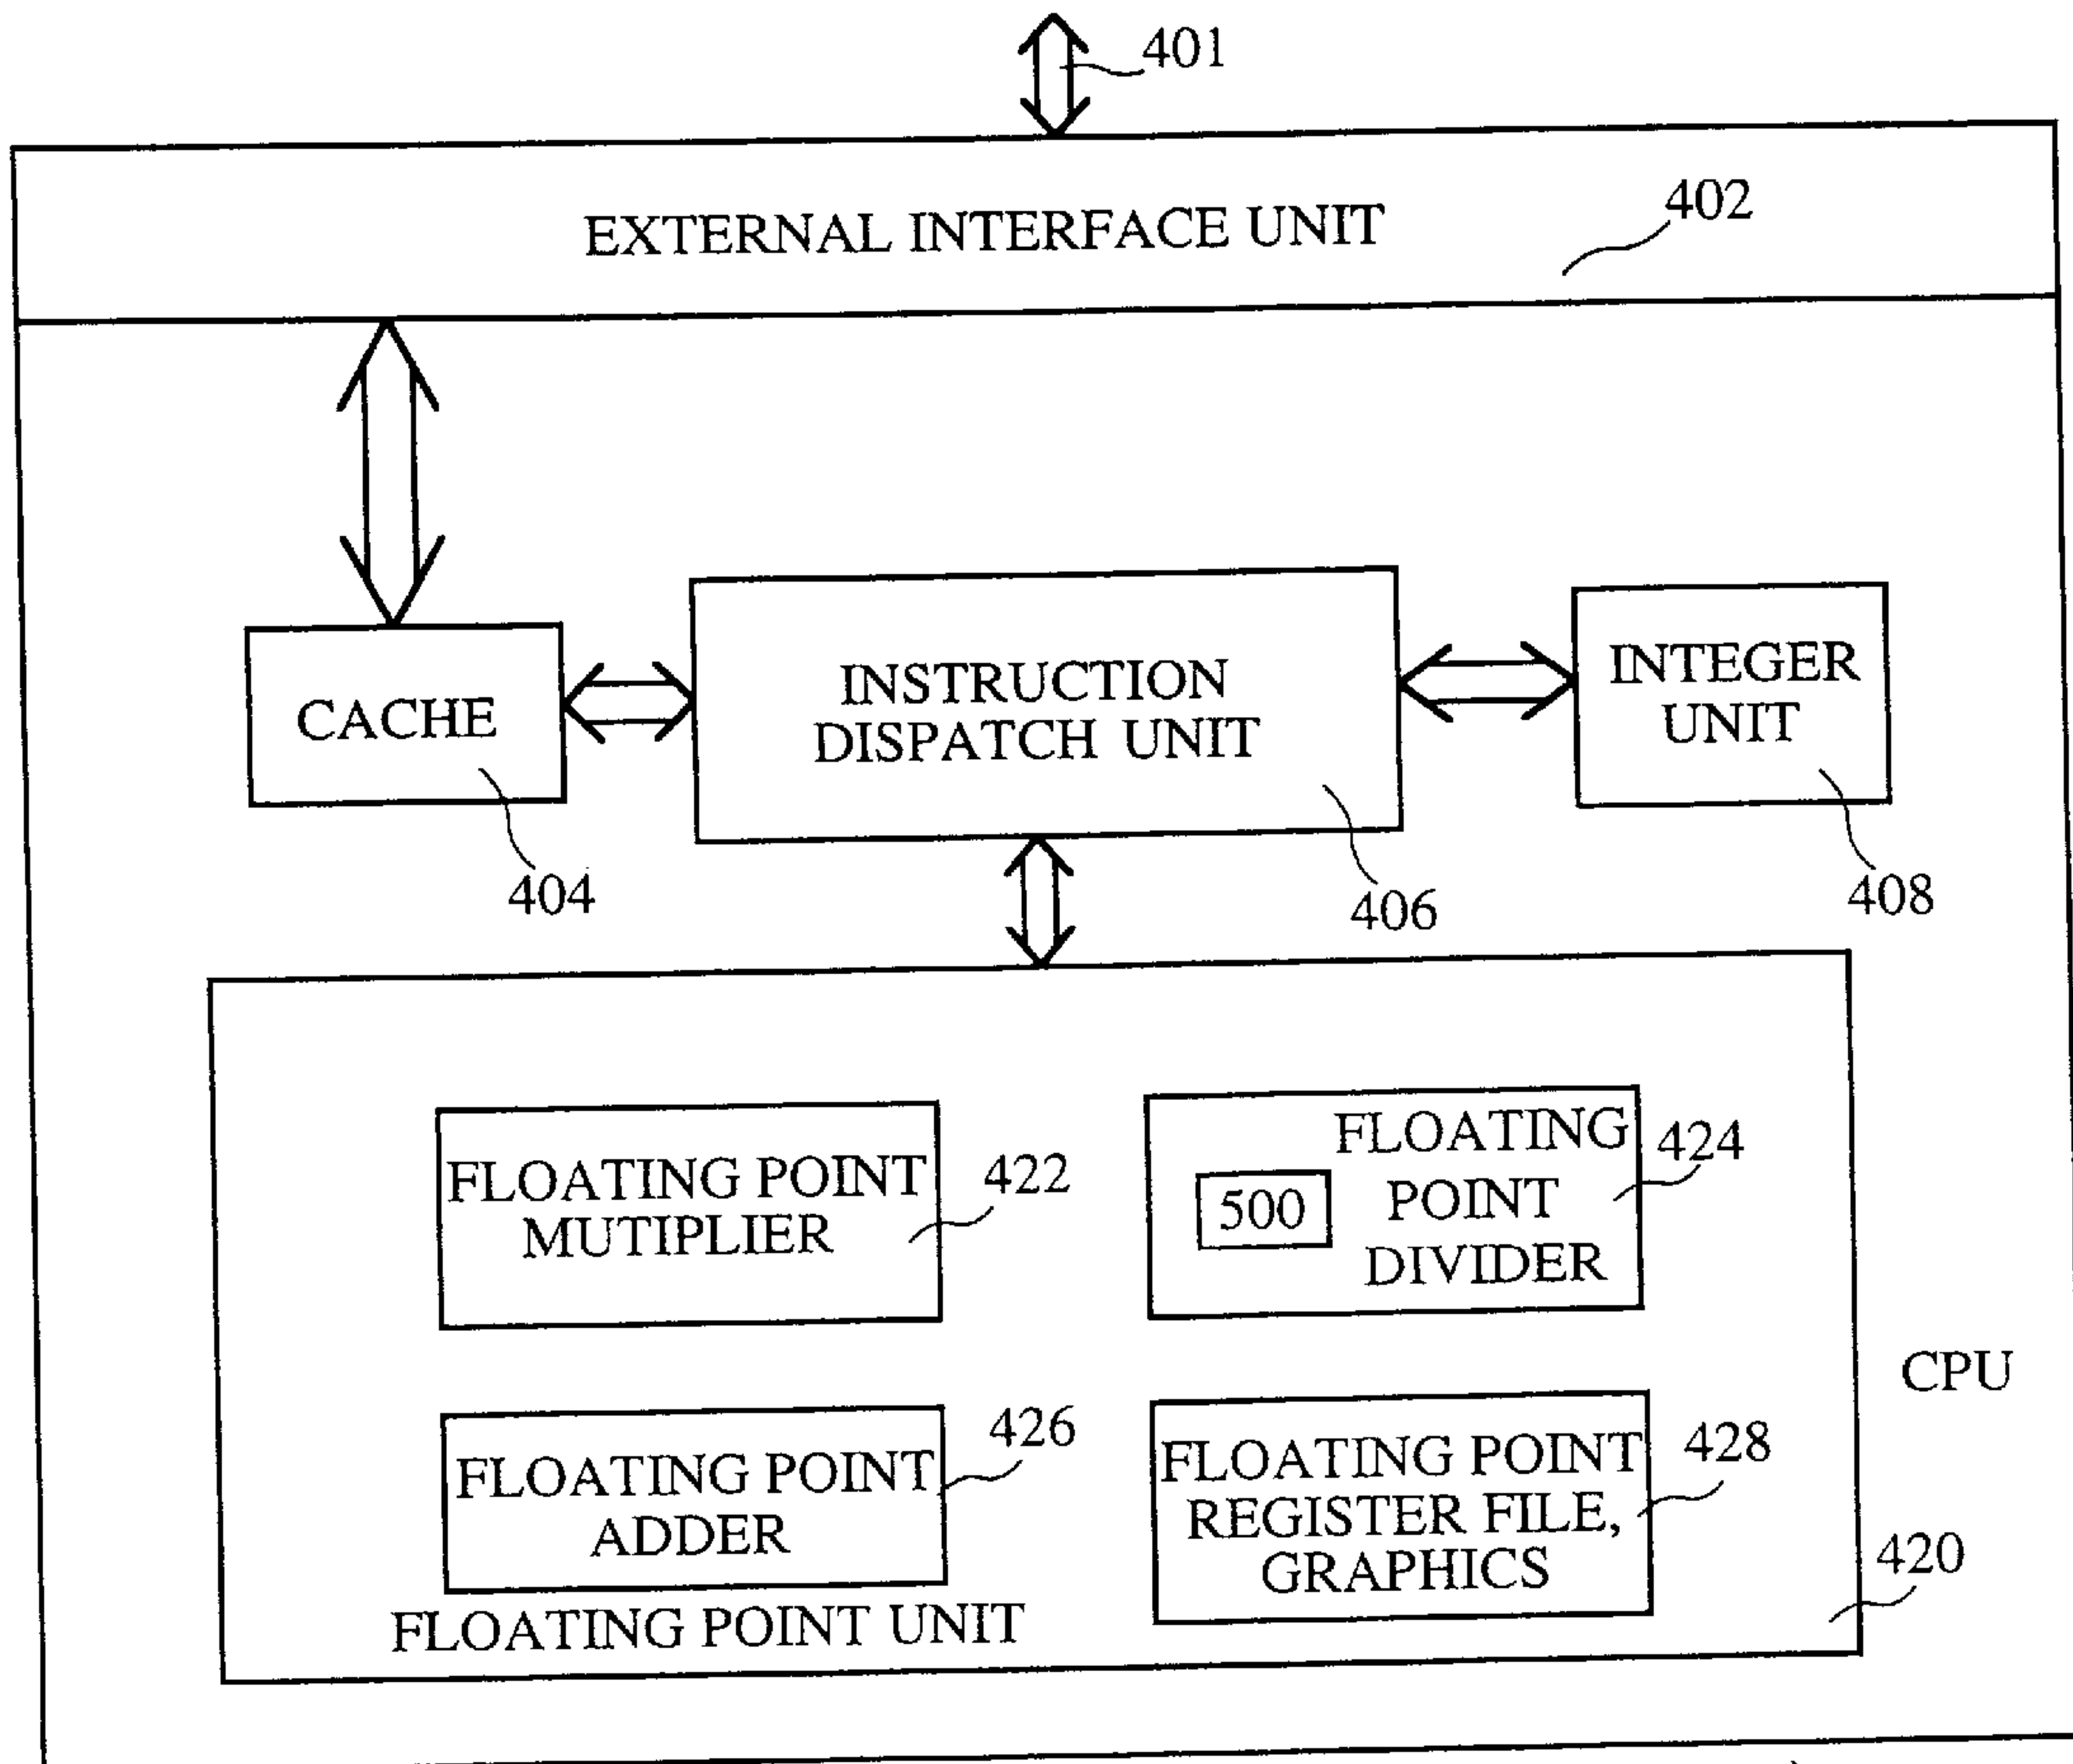 401
EXTERNAL INTERFACE UNIT
402
CACHE
404
INSTRUCTION
DISPATCH UNIT
406
INTEGER
UNIT
408
FLOATING POINT
MUTIPLIER
422
500
FLOATING
POINT
DIVIDER
424
CPU
FLOATING POINT
ADDER
426
FLOATING POINT
REGISTER FILE,
GRAPHICS
428
FLOATING POINT UNIT
420